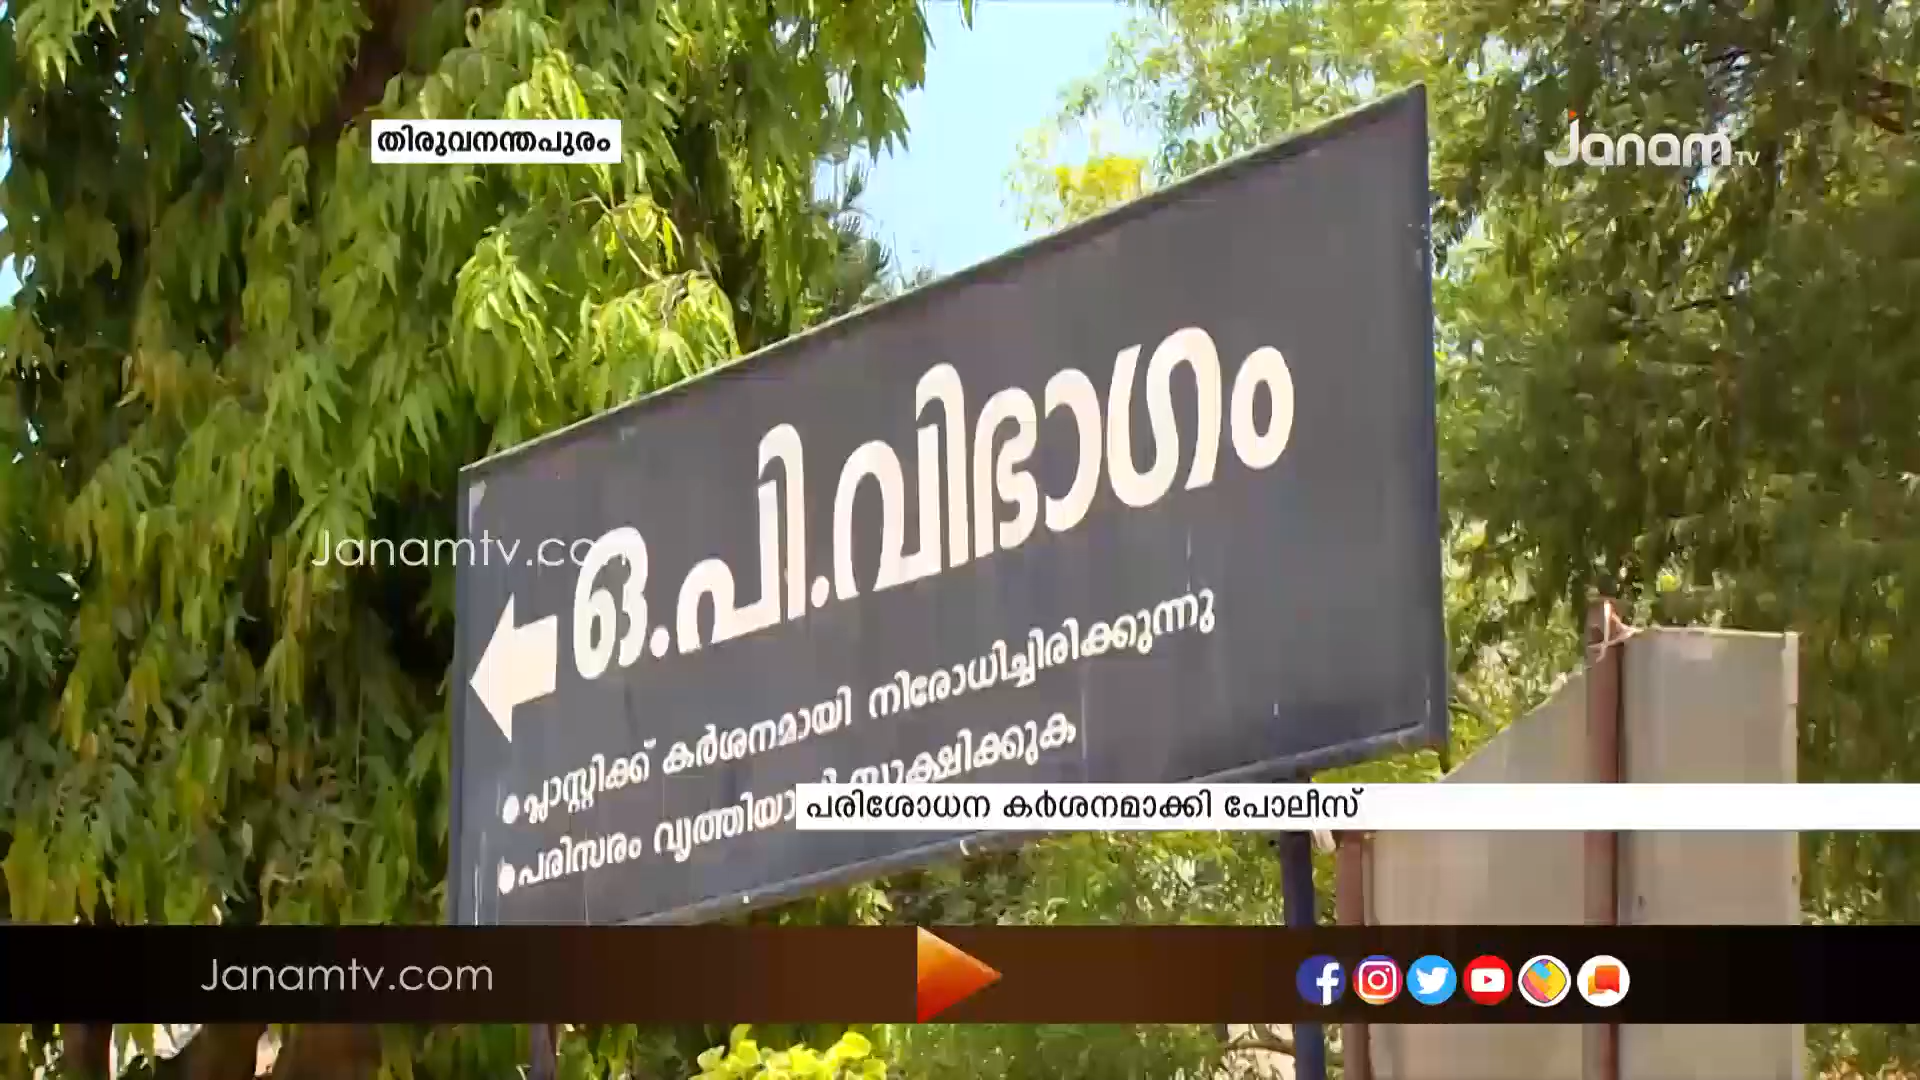 തിരുവനന്തപുരം
Janam TV
Janamtv.co
ഒ.പി.വിഭാഗം
പ്ലാസ്റ്റിക്ക് കർശനമായി നിരോധിച്ചിരിക്കുന്നു
പരിസരം വൃത്തിയാ സൂക്ഷിക്കുക
പരിശോധന കർശനമാക്കി പോലീസ്
Janamtv.com